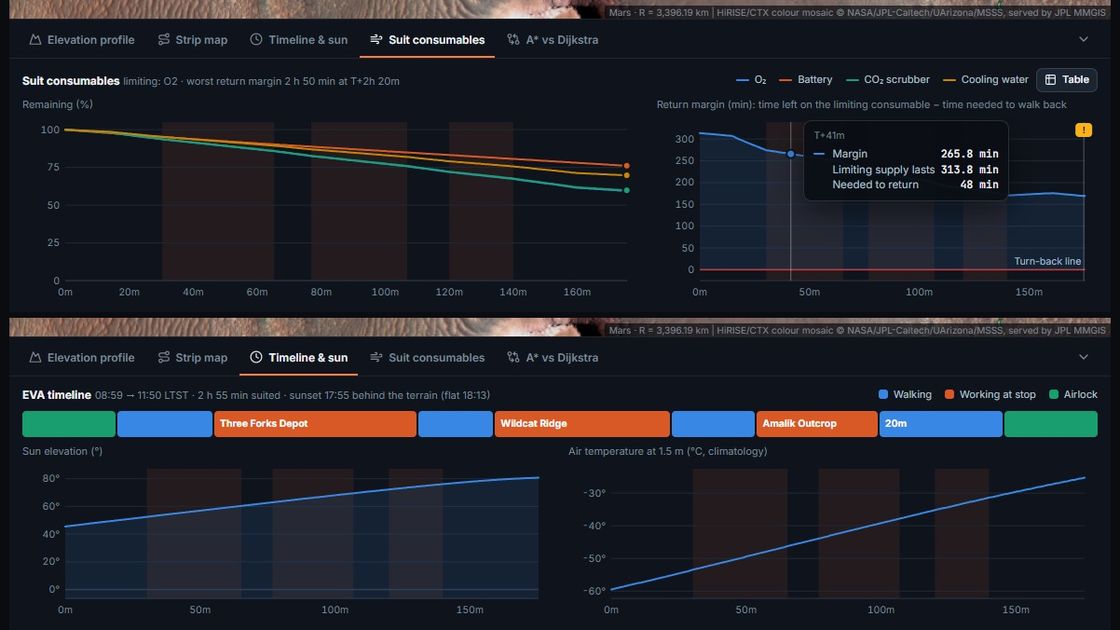 Mars · R = 3,396.19 km | HiRISE/CTX colour mosaic © NASA/JPL-Caltech/UArizona/MSSS, served by JPL MMGIS
Elevation profile Strip map Timeline & sun Suit consumables A* vs Dijkstra
Suit consumables limiting: O2 · worst return margin 2 h 50 min at T+2h 20m
O₂ Battery CO₂ scrubber Cooling water Table
Remaining (%)
100
75
50
25
0
0m 20m 40m 60m 80m 100m 120m 140m 160m
Return margin (min): time left on the limiting consumable – time needed to walk back
!
T+41m
Margin 265.8 min
Limiting supply lasts 313.8 min
Needed to return 48 min
300
250
200
150
100
50
0
Turn-back line
0m 50m 100m 150m
Mars · R = 3,396.19 km | HiRISE/CTX colour mosaic © NASA/JPL-Caltech/UArizona/MSSS, served by JPL MMGIS
Elevation profile Strip map Timeline & sun Suit consumables A* vs Dijkstra
EVA timeline 08:59 → 11:50 LTST · 2 h 55 min suited · sunset 17:55 behind the terrain (flat 18:13)
Walking Working at stop Airlock
Three Forks Depot Wildcat Ridge Amalik Outcrop 20m
Sun elevation (°)
80°
60°
40°
20°
0°
0m 50m 100m 150m
Air temperature at 1.5 m (°C, climatology)
-30°
-40°
-50°
-60°
0m 50m 100m 150m